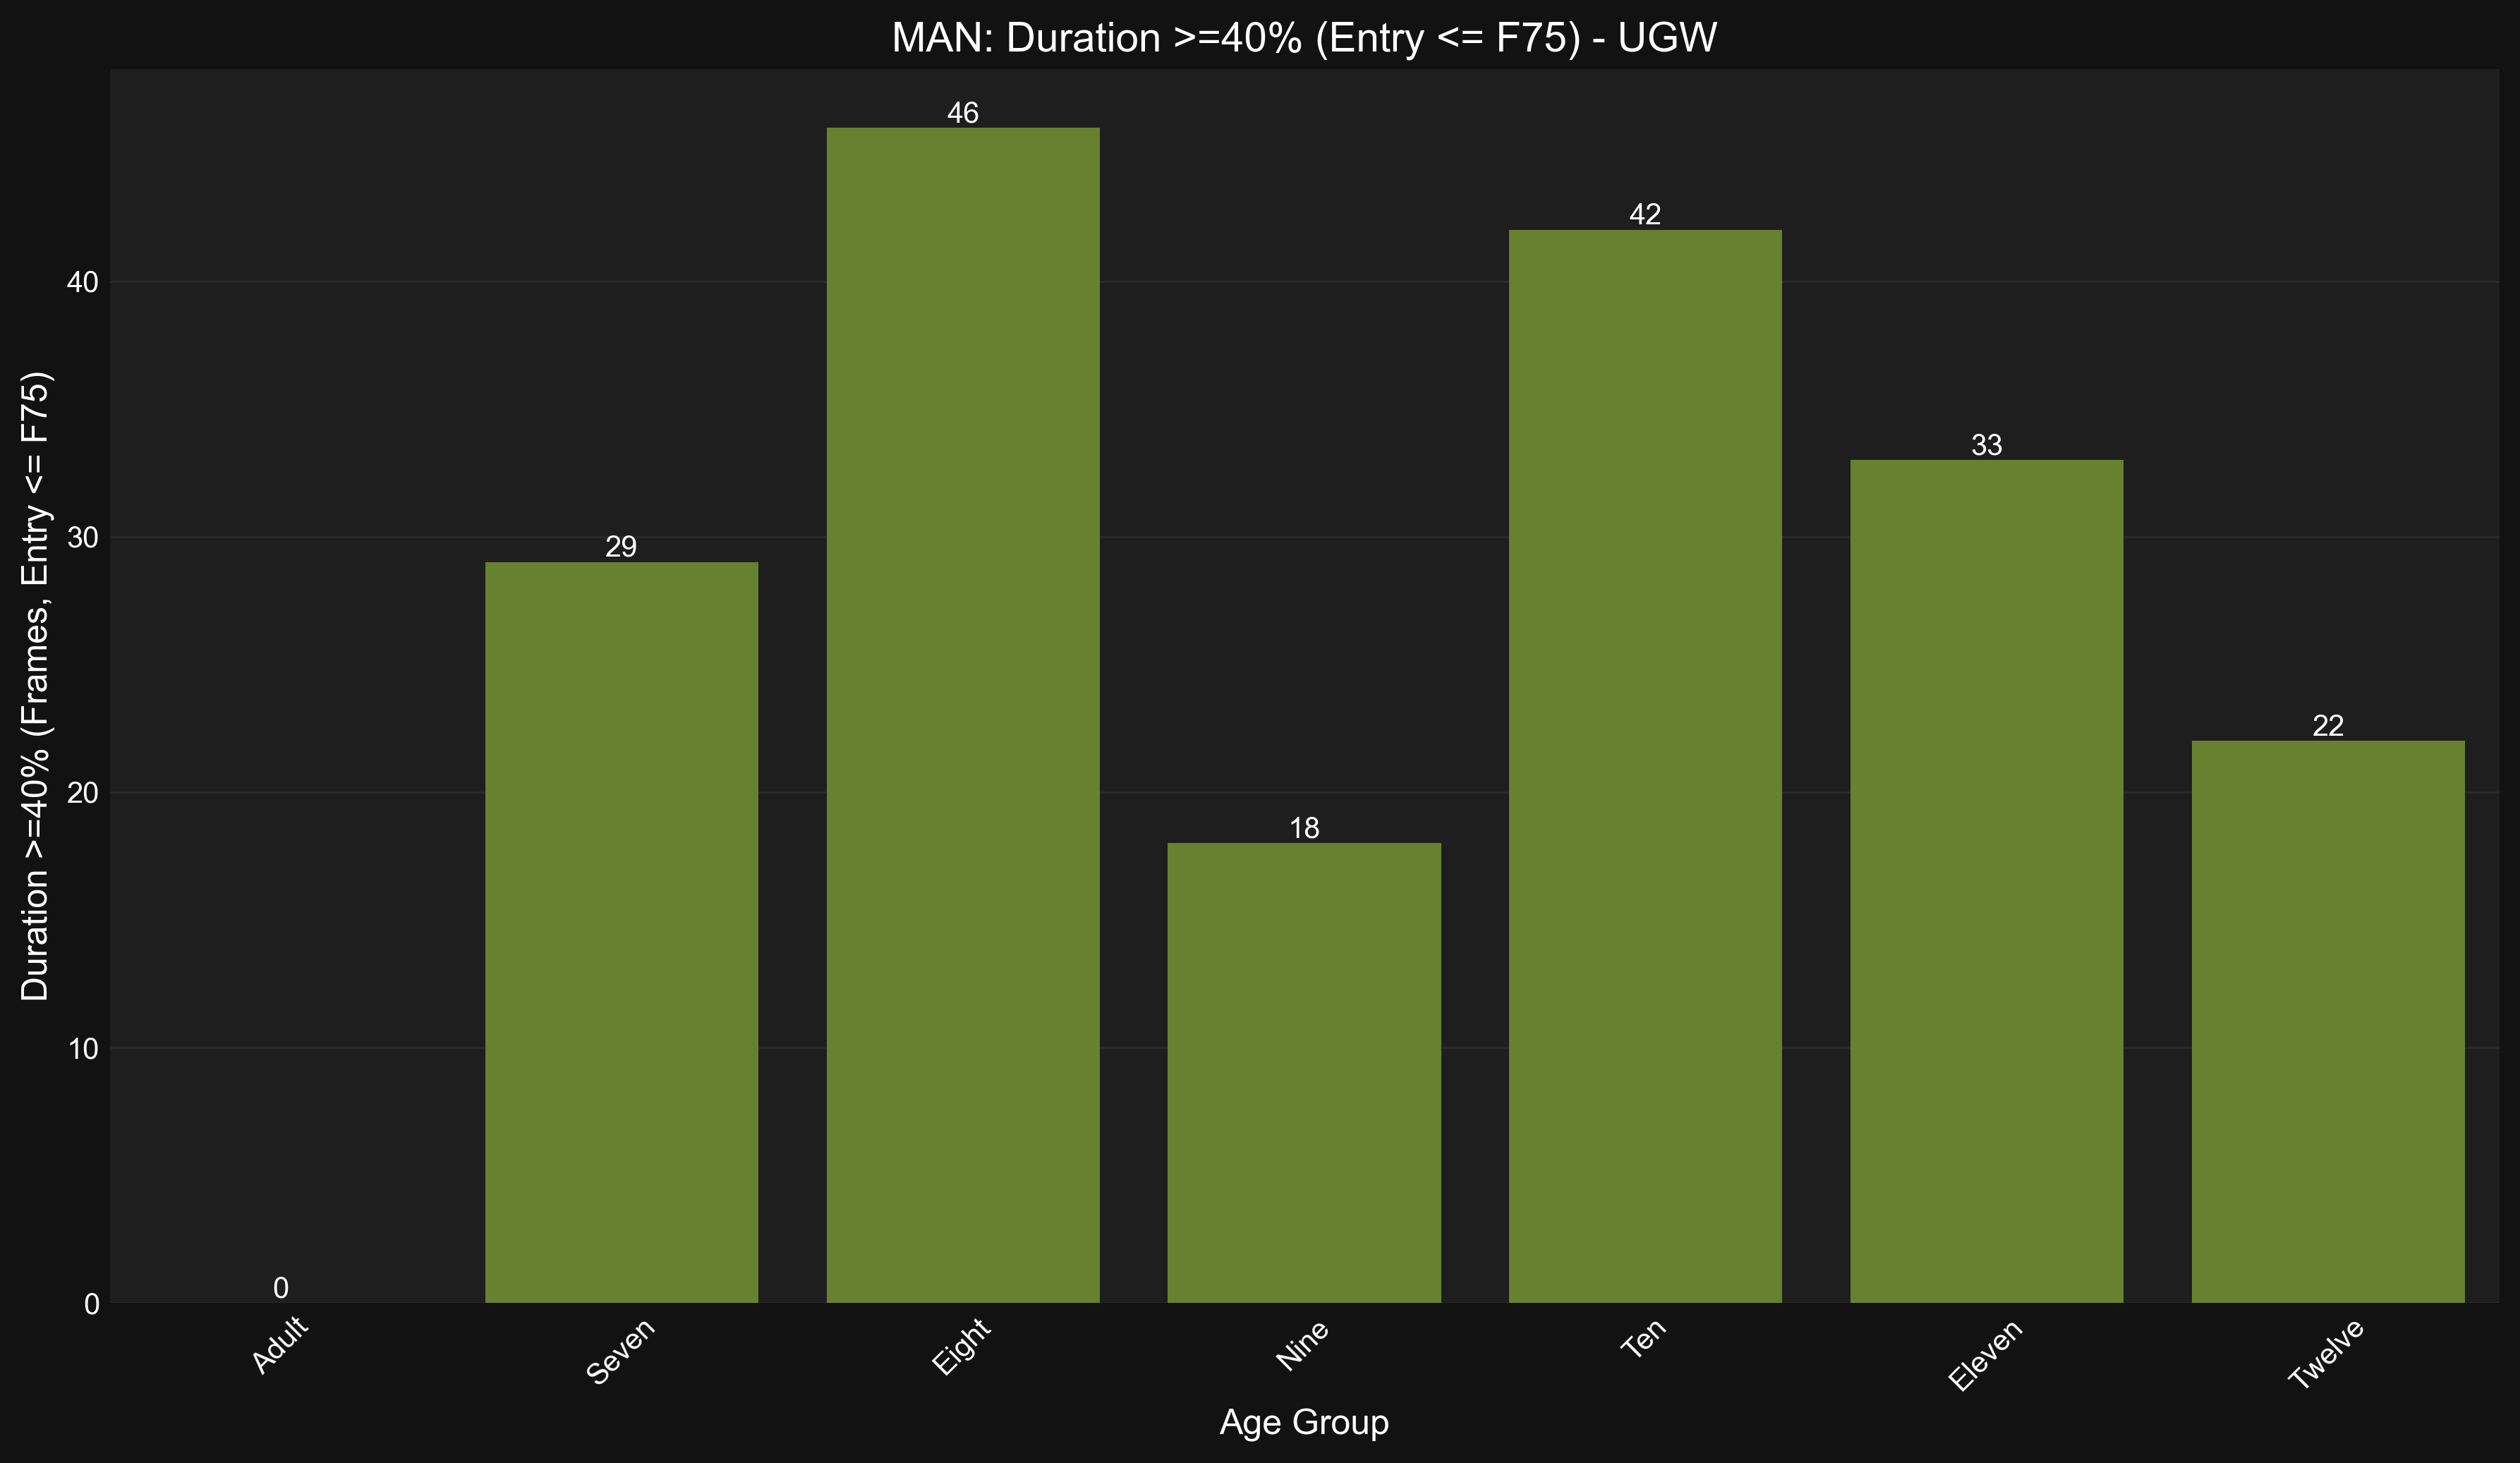 MAN: Duration >=40% (Entry <= F75) - UGW
Duration >=40% (Frames, Entry <= F75)
40
30
20
10
0
0
29
46
18
42
33
22
Adult
Seven
Eight
Nine
Ten
Eleven
Twelve
Age Group